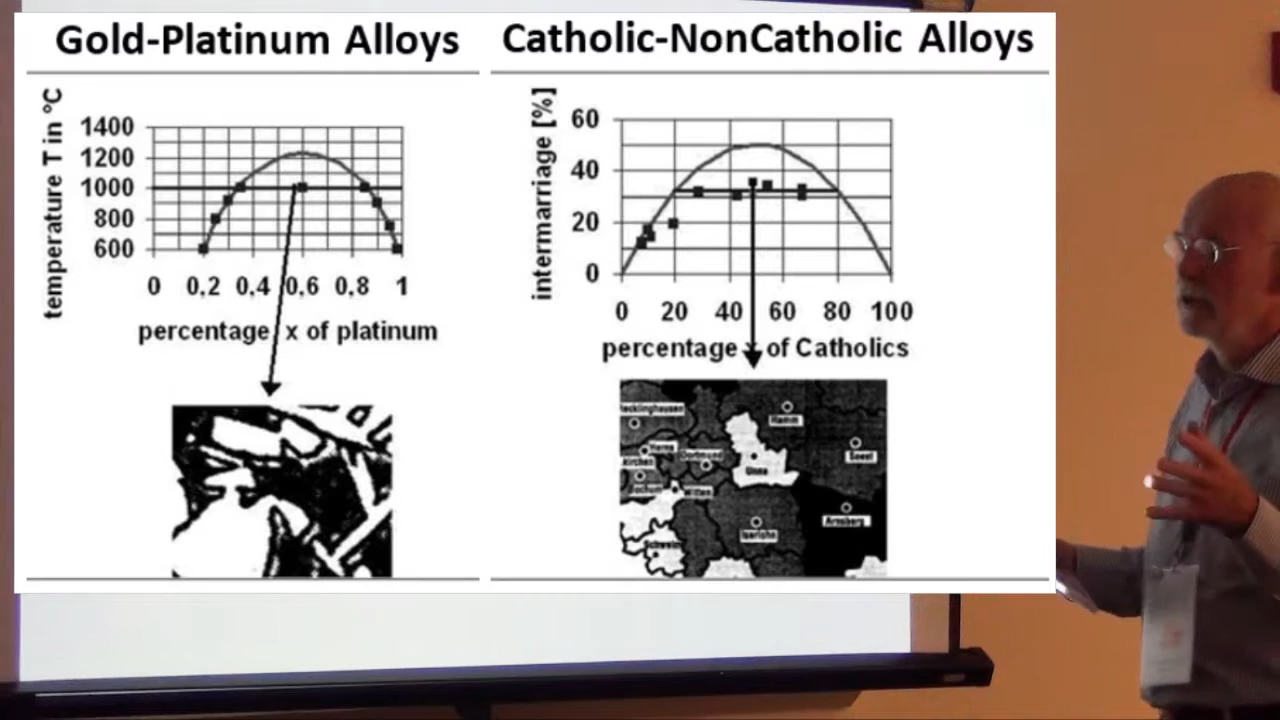 Gold-Platinum Alloys
temperature T in °C
1400
1200
1000
800
600
0 0,2 0,4 0,6 0,8 1
percentage x of platinum
Catholic-NonCatholic Alloys
intermarriage [%]
60
40
20
0
0 20 40 60 80 100
percentage x of Catholics
Recklinghausen
Hamm
Herne
Dortmund
Soest
Unna
Witten
Arnsberg
Iserlohn
Schwelm